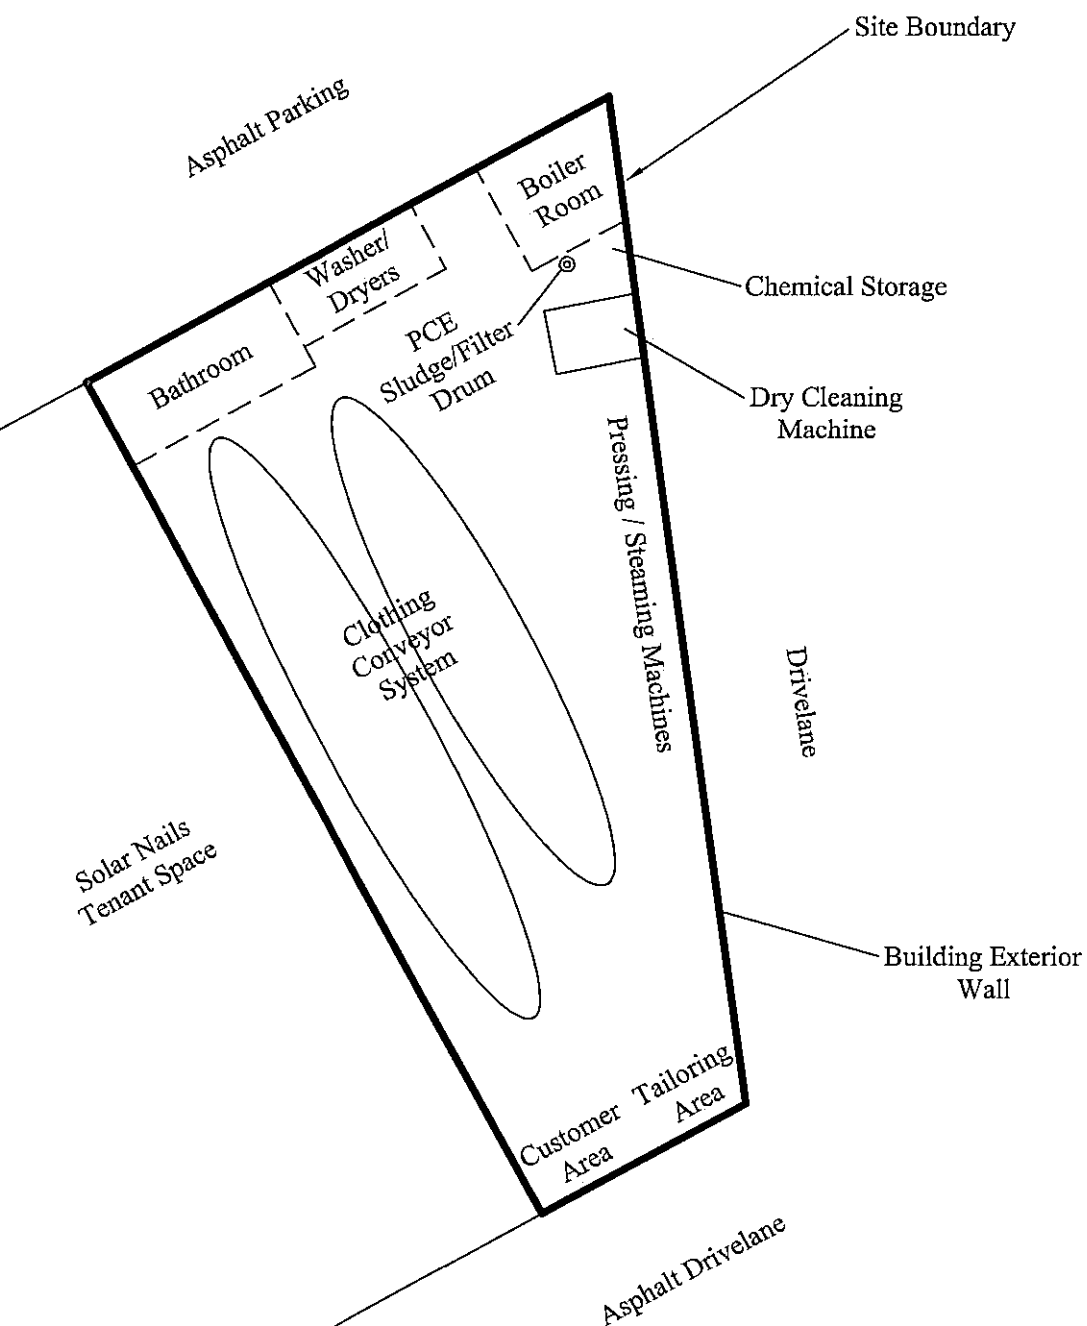 Site Boundary
Asphalt Parking
Boiler
Room
Washer/
Dryers
Chemical Storage
Bathroom
PCE
Sludge/Filter
Drum
Dry Cleaning
Machine
Pressing / Steaming Machines
Clothing
Conveyor
System
Drivelane
Solar Nails
Tenant Space
Building Exterior
Wall
Customer
Area
Tailoring
Area
Asphalt Drivelane